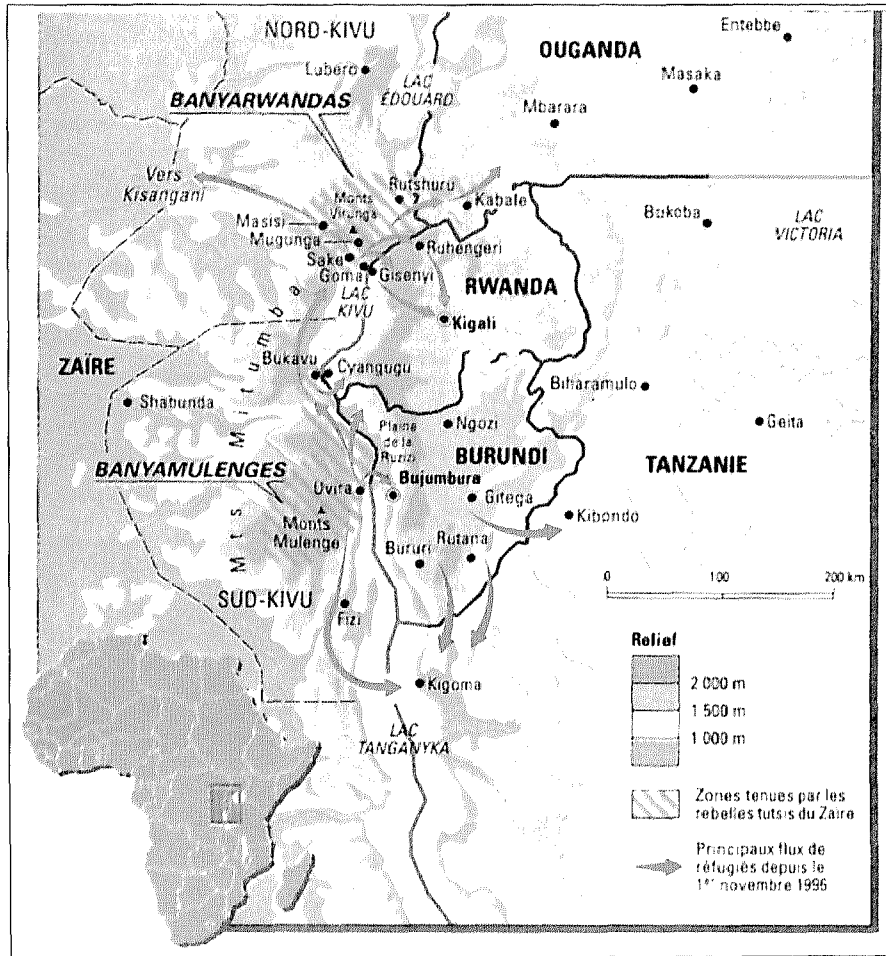 NORD-KIVU
Entebbe
OUGANDA
Lubero
LAC
ÉDOUARD
Masaka
BANYARWANDAS
Mbarara
Vers
Kisangani
Rutshuru
Kabale
Monts
Virunga
Masisi
Bukoba
LAC
VICTORIA
Mugunga
Ruhengeri
Sake
Goma
Gisenyi
RWANDA
LAC
KIVU
Kigali
ZAÏRE
Bukavu
Cyangugu
Shabunda
Biharamulo
Geita
Mts Mitumba
Plaine
de la
Ruzizi
Ngozi
BURUNDI
TANZANIE
BANYAMULENGES
Bujumbura
Uvira
Gitega
Kibondo
Monts
Mulenge
Bururi
Rutana
0 100 200 km
SUD-KIVU
Fizi
Relief
2 000 m
1 500 m
1 000 m
Kigoma
LAC
TANGANYKA
Zones tenues par les
rebelles tutsis du Zaïre
Principaux flux de
réfugiés depuis le
1er novembre 1996